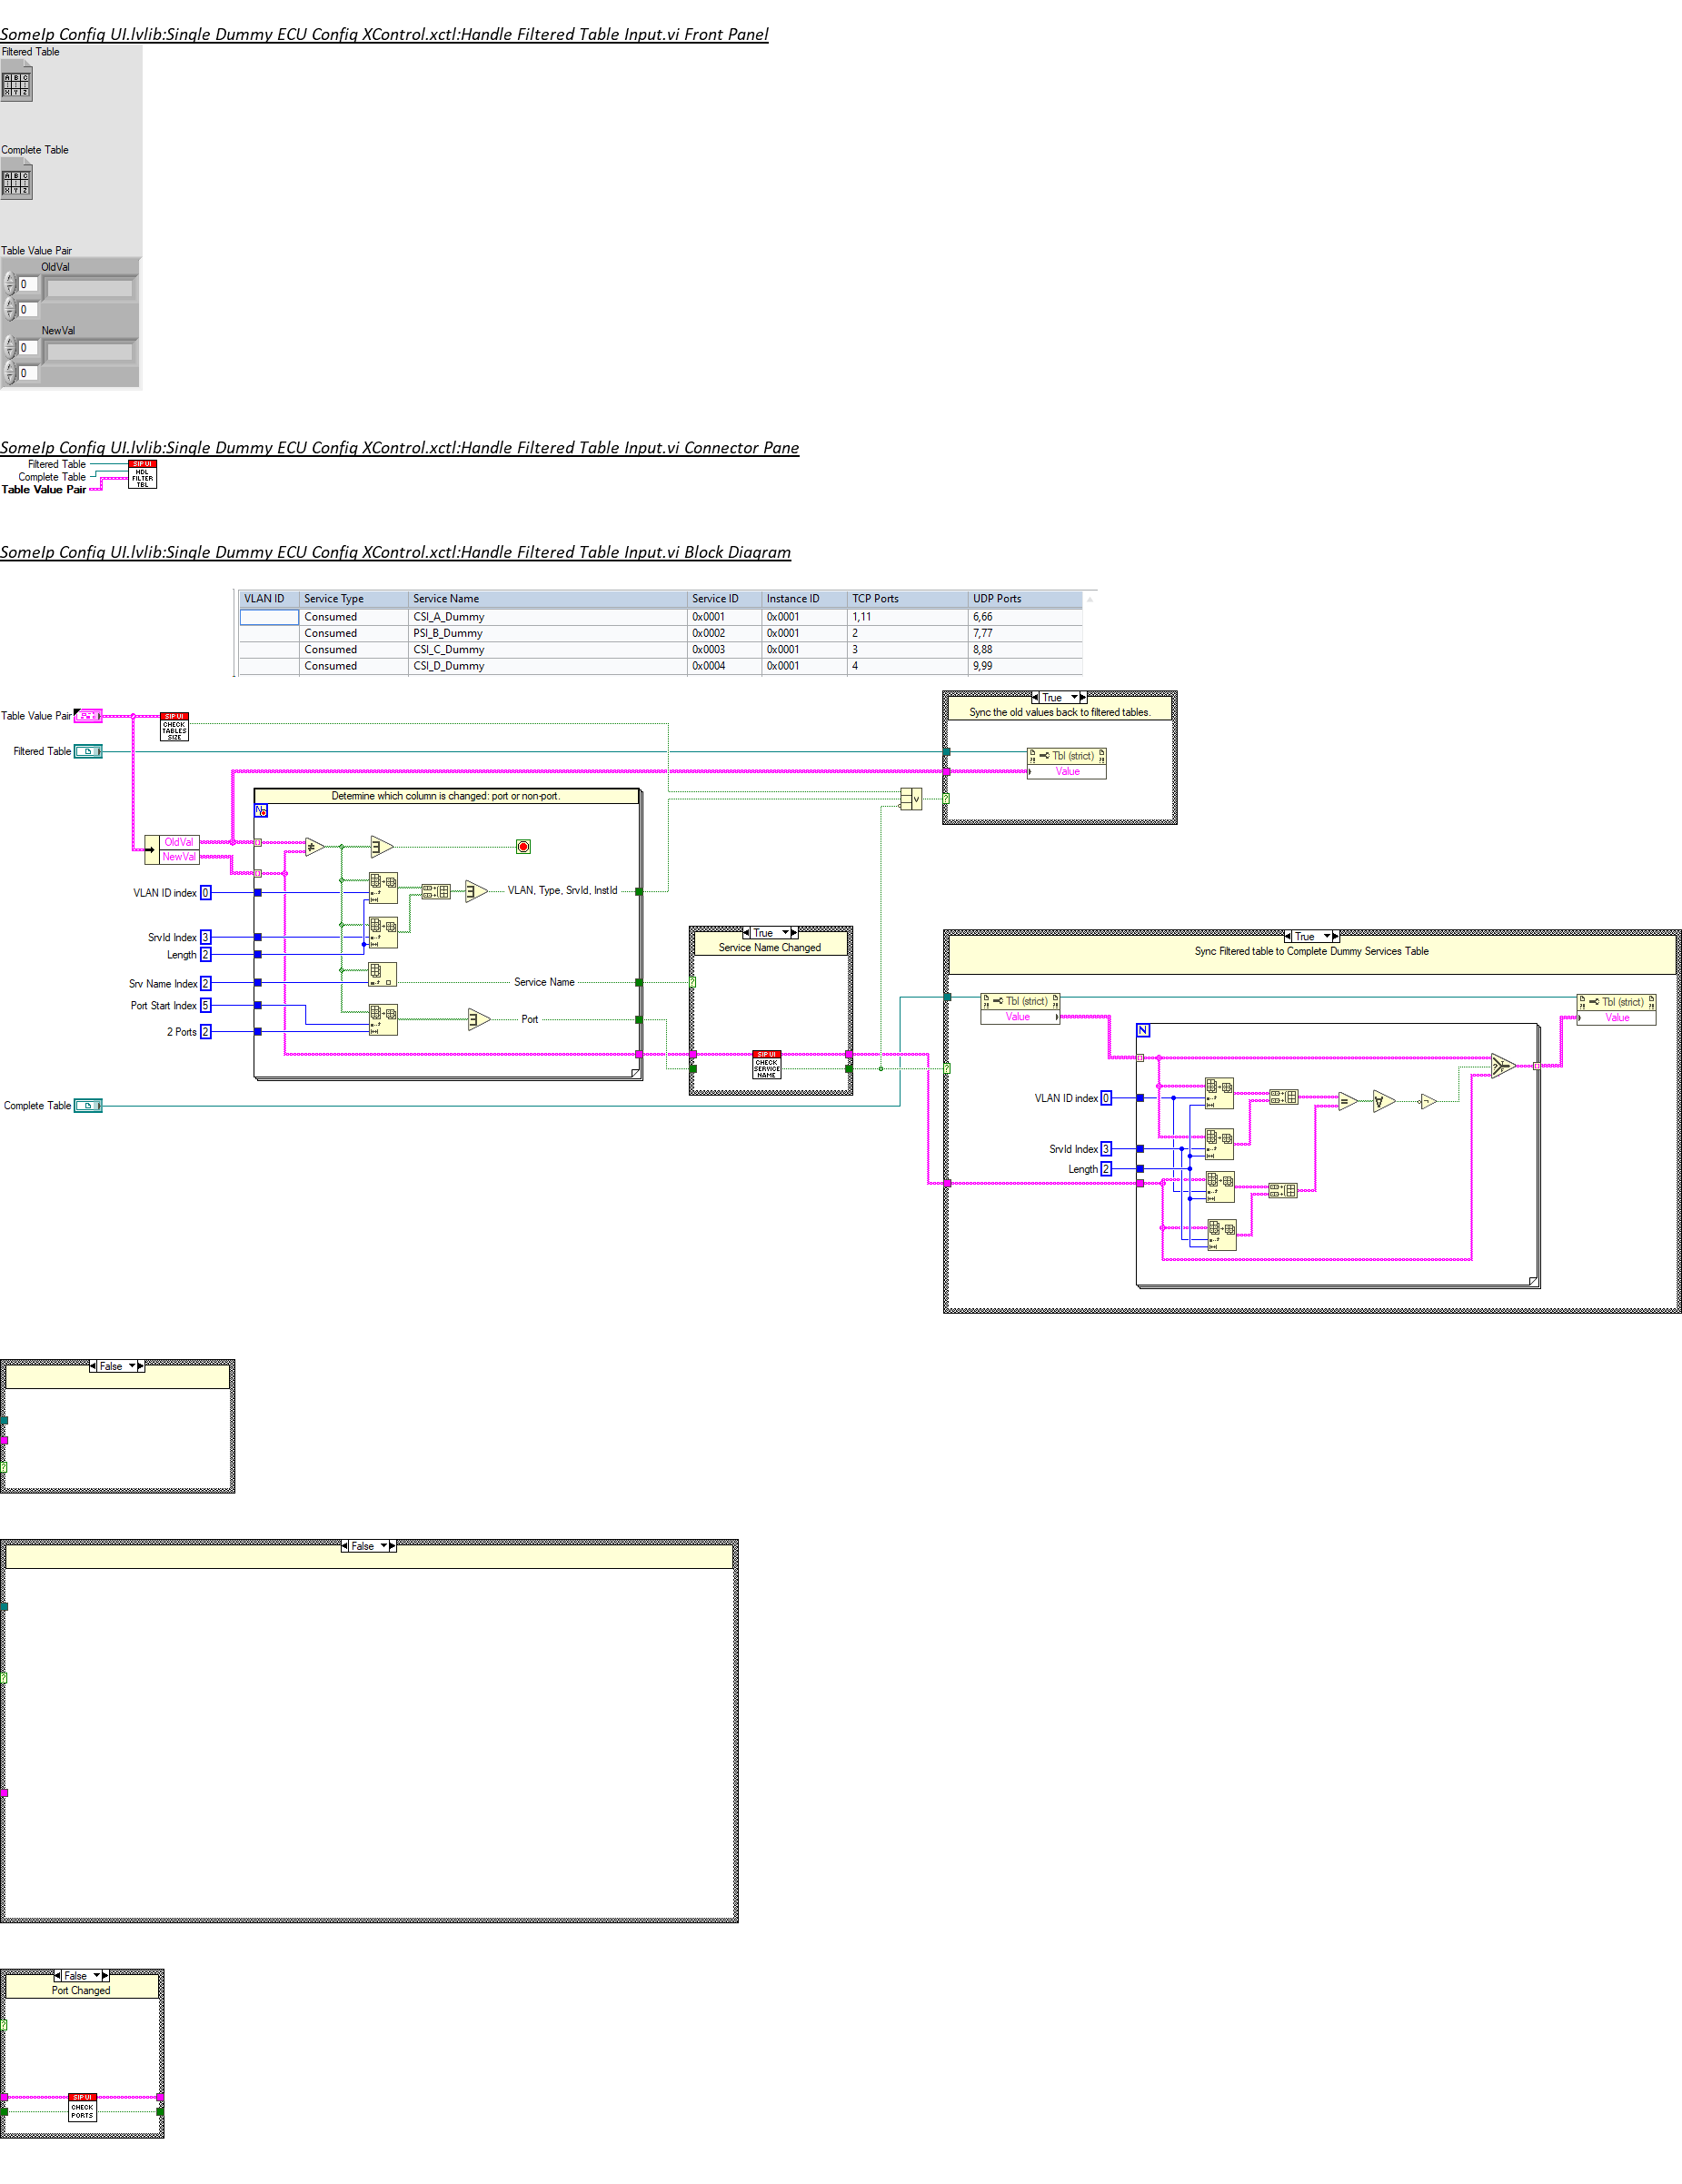 SomeIp Config UI.lvlib:Single Dummy ECU Config XControl.xctl:Handle Filtered Table Input.vi Front Panel
Filtered Table
Complete Table
Table Value Pair
OldVal
0
0
NewVal
0
0
SomeIp Config UI.lvlib:Single Dummy ECU Config XControl.xctl:Handle Filtered Table Input.vi Connector Pane
Filtered Table
Complete Table
Table Value Pair
SIP UI
HDL
FILTER
TBL
SomeIp Config UI.lvlib:Single Dummy ECU Config XControl.xctl:Handle Filtered Table Input.vi Block Diagram
VLAN ID Service Type Service Name Service ID Instance ID TCP Ports UDP Ports
Consumed CSI_A_Dummy 0x0001 0x0001 1,11 6,66
Consumed PSI_B_Dummy 0x0002 0x0001 2 7,77
Consumed CSI_C_Dummy 0x0003 0x0001 3 8,88
Consumed CSI_D_Dummy 0x0004 0x0001 4 9,99
True
Sync the old values back to filtered tables.
Tbl (strict)
Value
Table Value Pair
SIP UI
CHECK
TABLES
SIZE
Filtered Table
Determine which column is changed: port or non-port.
N
OldVal
NewVal
VLAN ID index 0
VLAN, Type, SrvId, InstId
SrvId Index 3
Length 2
Srv Name Index 2
Service Name
Port Start Index 5
Port
2 Ports 2
True
Service Name Changed
SIP UI
CHECK
SERVICE
NAME
Complete Table
True
Sync Filtered table to Complete Dummy Services Table
Tbl (strict)
Value
Tbl (strict)
Value
N
VLAN ID index 0
SrvId Index 3
Length 2
False
False
False
Port Changed
SIP UI
CHECK
PORTS